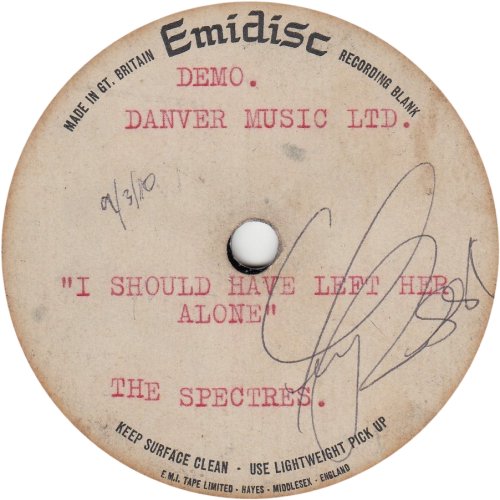 Emidisc
MADE IN GT. BRITAIN
RECORDING BLANK
DEMO.
DANVER MUSIC LTD.
9/3/10
"I SHOULD HAVE LEFT HER
ALONE"
THE SPECTRES.
KEEP SURFACE CLEAN - USE LIGHTWEIGHT PICK UP
E.M.I. TAPE LIMITED • HAYES • MIDDLESEX • ENGLAND